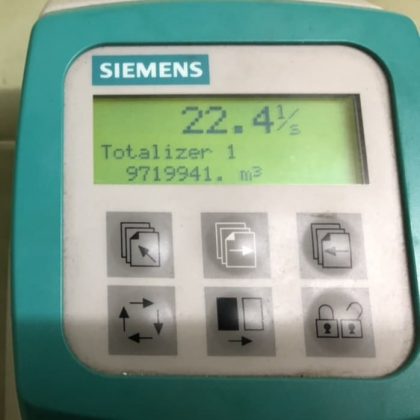 SIEMENS
22.4 l/s
Totalizer 1
9719941. m³